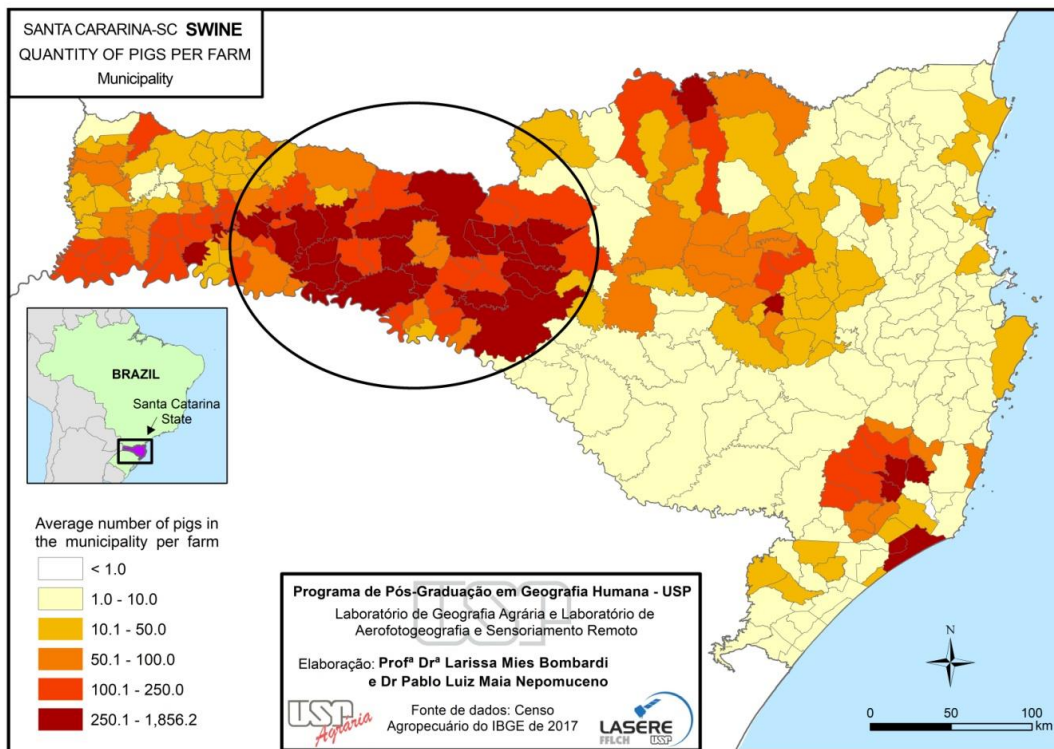 SANTA CARARINA-SC SWINE
QUANTITY OF PIGS PER FARM
Municipality
BRAZIL
Santa Catarina
State
Average number of pigs in
the municipality per farm
< 1.0
1.0 - 10.0
10.1 - 50.0
50.1 - 100.0
100.1 - 250.0
250.1 - 1,856.2
USP
Programa de Pós-Graduação em Geografia Humana - USP
Laboratório de Geografia Agrária e Laboratório de
Aerofotogeografia e Sensoriamento Remoto
Elaboração: Profª Drª Larissa Mies Bombardi
e Dr Pablo Luiz Maia Nepomuceno
Fonte de dados: Censo
Agropecuário do IBGE de 2017
USP
Agrária
LASERE
FFLCH USP
N
0 50 100
km